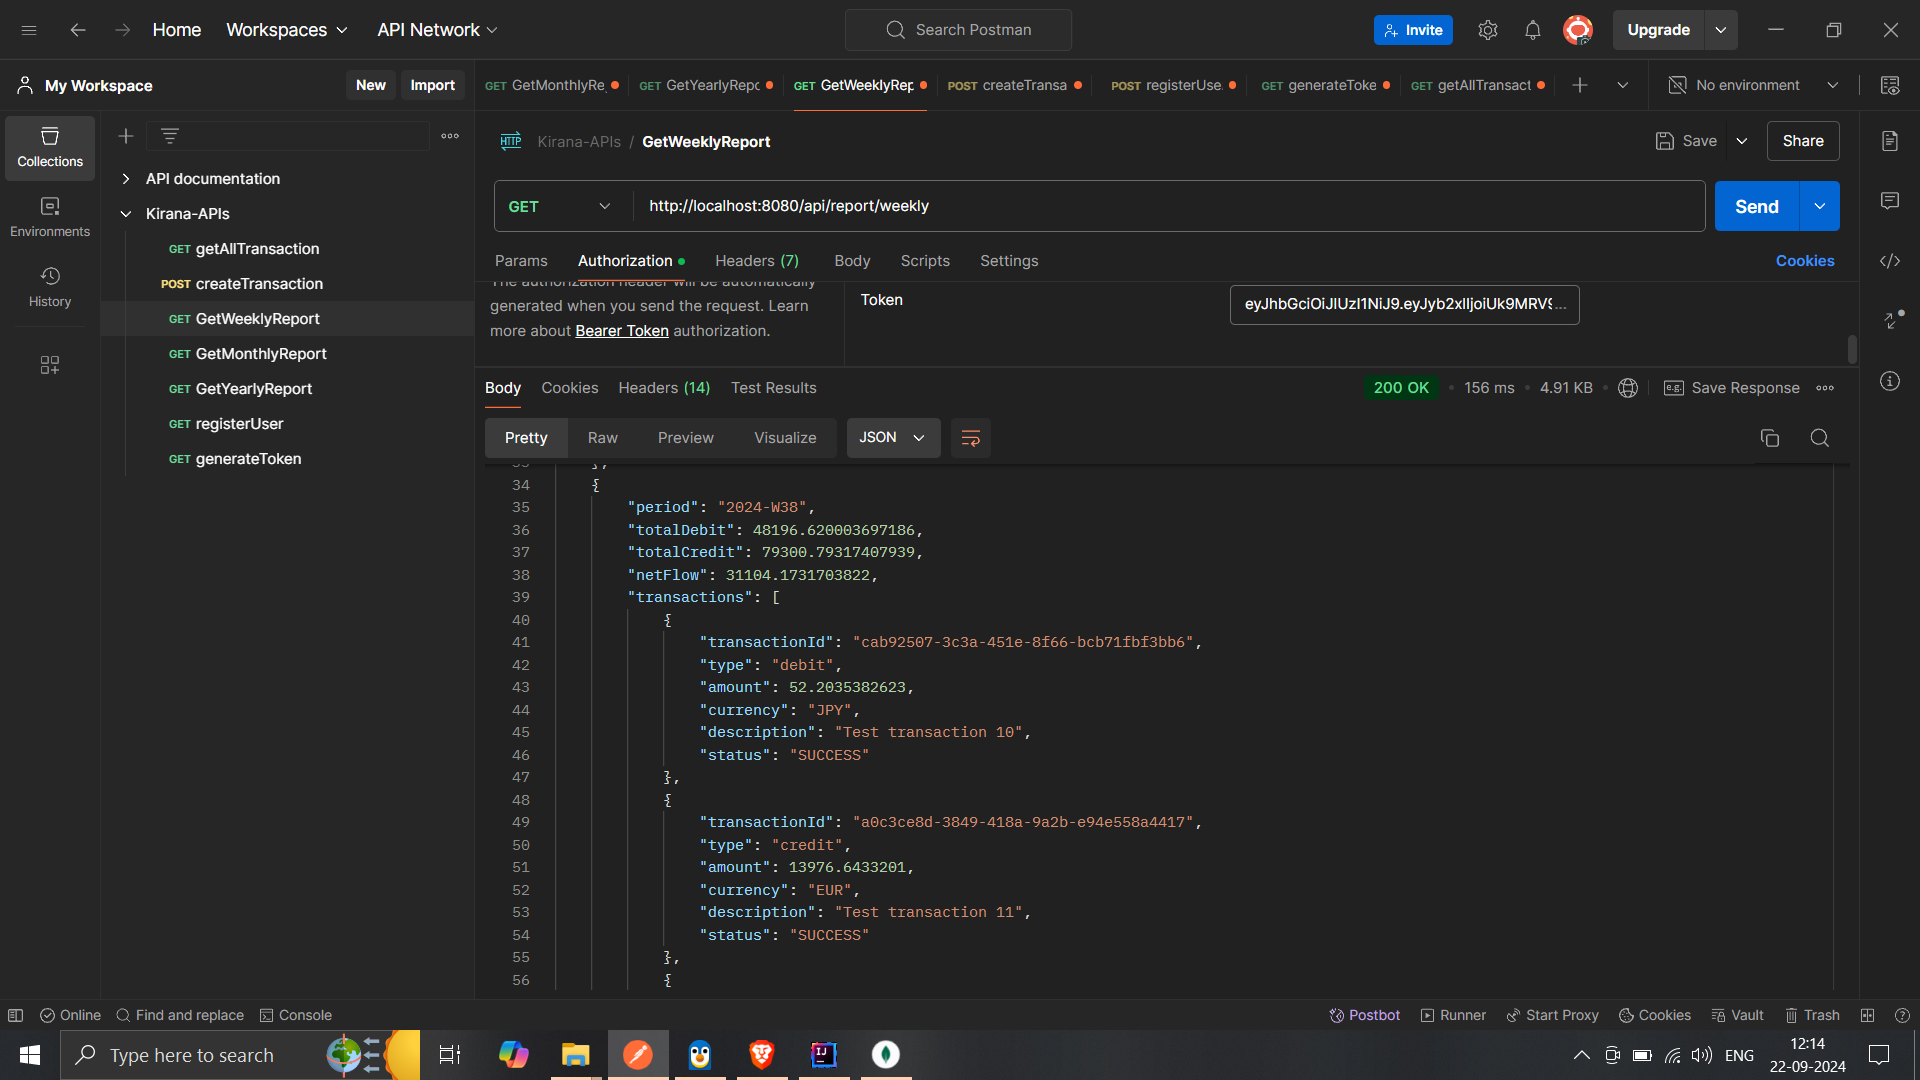 Home
Workspaces
API Network
Search Postman
Invite
Upgrade
My Workspace
New
Import
GET GetMonthlyRe
GET GetYearlyRepo
GET GetWeeklyRep
POST createTransa
POST registerUse
GET generateToke
GET getAllTransact
No environment
Collections
Environments
History
API documentation
Kirana-APIs
GET getAllTransaction
POST createTransaction
GET GetWeeklyReport
GET GetMonthlyReport
GET GetYearlyReport
GET registerUser
GET generateToken
HTTP
Kirana-APIs / GetWeeklyReport
Save
Share
GET
http://localhost:8080/api/report/weekly
Send
Params
Authorization
Headers (7)
Body
Scripts
Settings
Cookies
The authorization header will be automatically
generated when you send the request. Learn
more about Bearer Token authorization.
Token
Body
Cookies
Headers (14)
Test Results
200 OK
156 ms
4.91 KB
e.g.
Save Response
Pretty
Raw
Preview
Visualize
JSON
33 },
34 {
35 "period": "2024-W38",
36 "totalDebit": 48196.620003697186,
37 "totalCredit": 79300.79317407939,
38 "netFlow": 31104.1731703822,
39 "transactions": [
40 {
41 "transactionId": "cab92507-3c3a-451e-8f66-bcb71fbf3bb6",
42 "type": "debit",
43 "amount": 52.2035382623,
44 "currency": "JPY",
45 "description": "Test transaction 10",
46 "status": "SUCCESS"
47 },
48 {
49 "transactionId": "a0c3ce8d-3849-418a-9a2b-e94e558a4417",
50 "type": "credit",
51 "amount": 13976.6433201,
52 "currency": "EUR",
53 "description": "Test transaction 11",
54 "status": "SUCCESS"
55 },
56 {
Online
Find and replace
Console
Postbot
Runner
Start Proxy
Cookies
Vault
Trash
Type here to search
IJ
ENG
12:14
22-09-2024